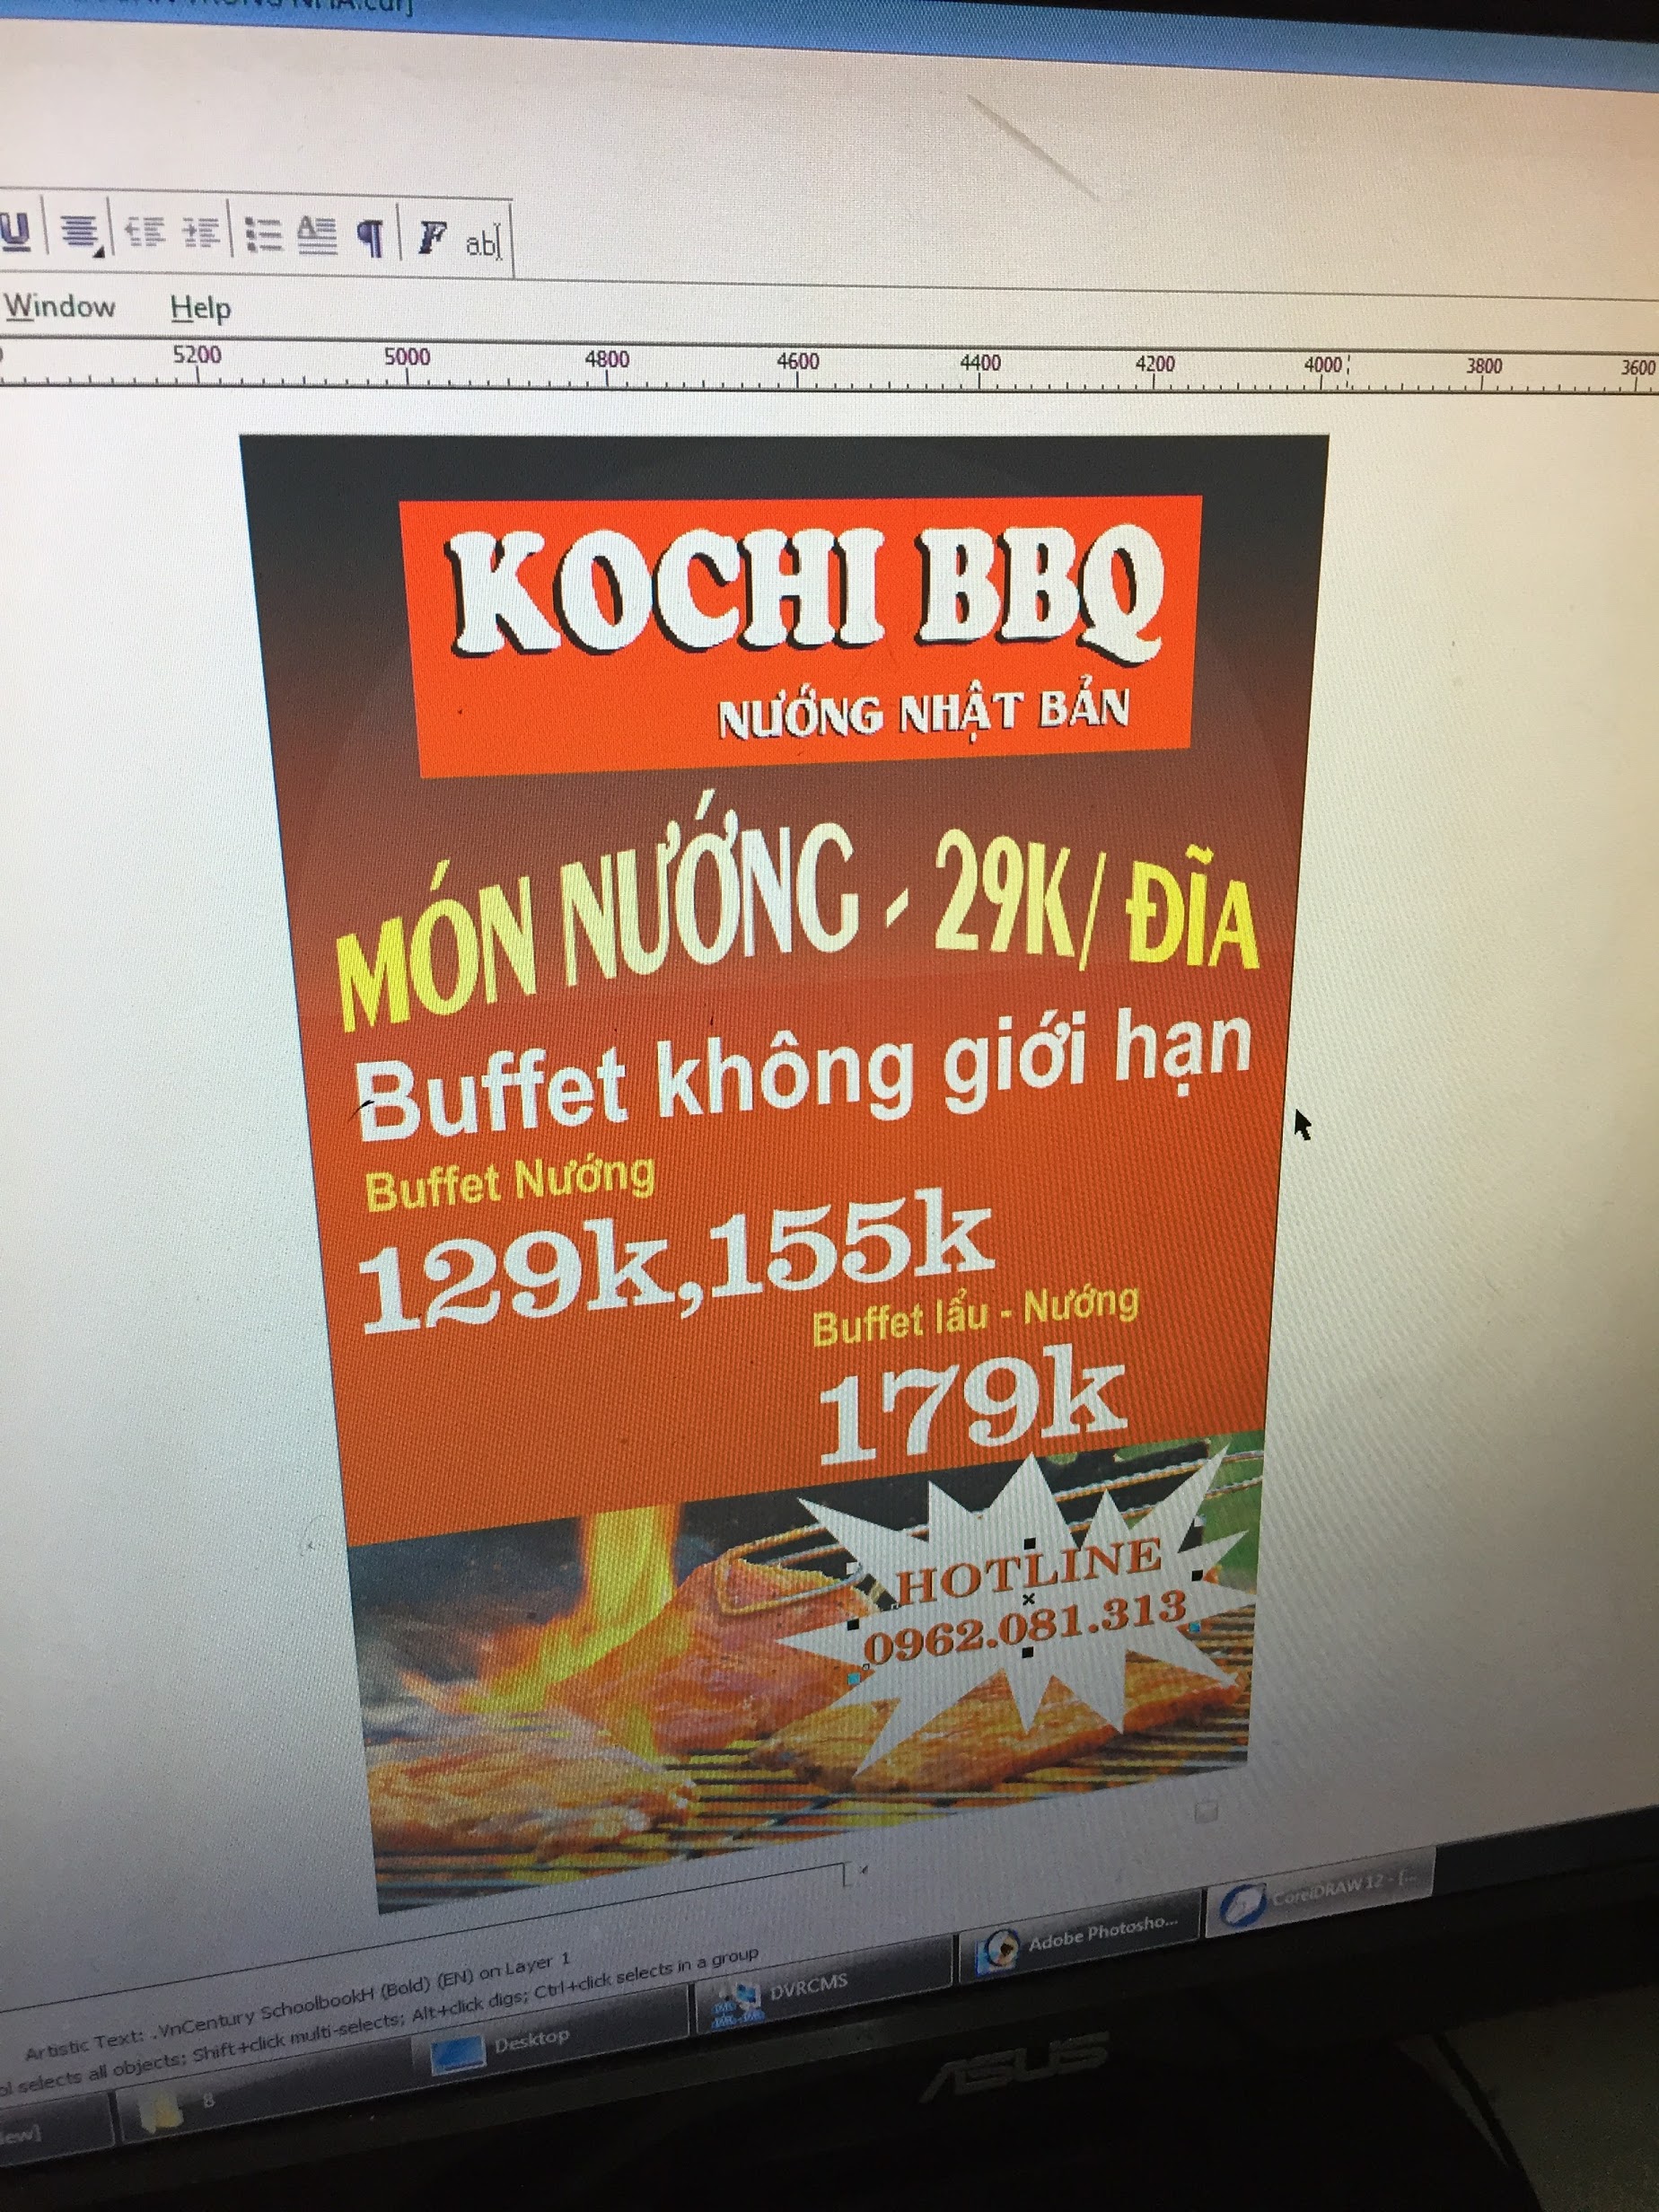 U F ab
Window Help
5200 5000 4800 4600 4400 4200 4000 3800 3600
KOCHI BBQ
NƯỚNG NHẬT BẢN
MÓN NƯỚNG - 29K/ ĐĨA
Buffet không giới hạn
Buffet Nướng
129k,155k
Buffet lẩu - Nướng
179k
HOTLINE
0962.081.313
Artistic Text: .VnCentury SchoolbookH (Bold) (EN) on Layer 1
selects all objects; Shift+click multi-selects; Alt+click digs; Ctrl+click selects in a group
8 Desktop DVRCMS Adobe Photosho... CorelDRAW 12 - [...
ASUS